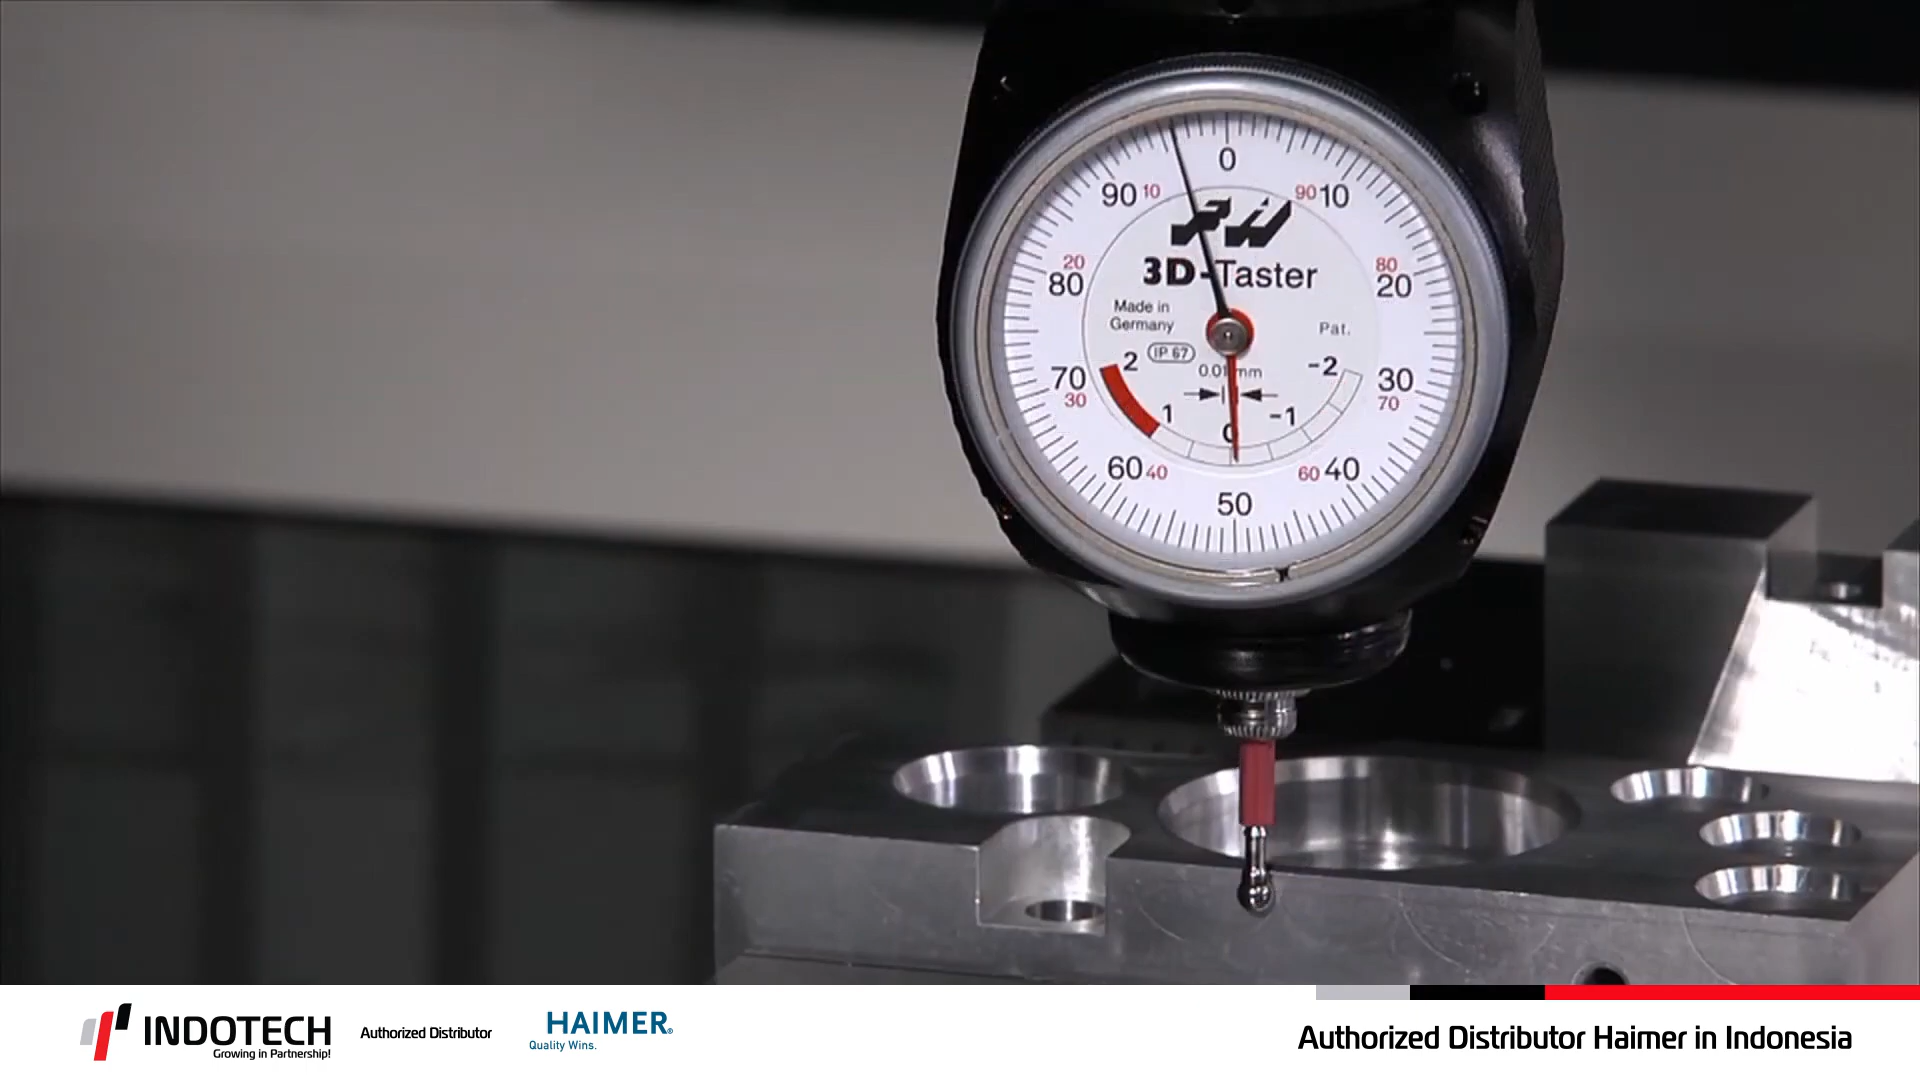 0
90 10 90 10
20 80
80 20
3D-Taster
Made in
Germany
Pat.
IP 67
0.01 mm
2 -2
1 -1
0
70 30
30 70
60 40 60 40
50
INDOTECH
Growing in Partnership!
Authorized Distributor
HAIMER®
Quality Wins.
Authorized Distributor Haimer in Indonesia